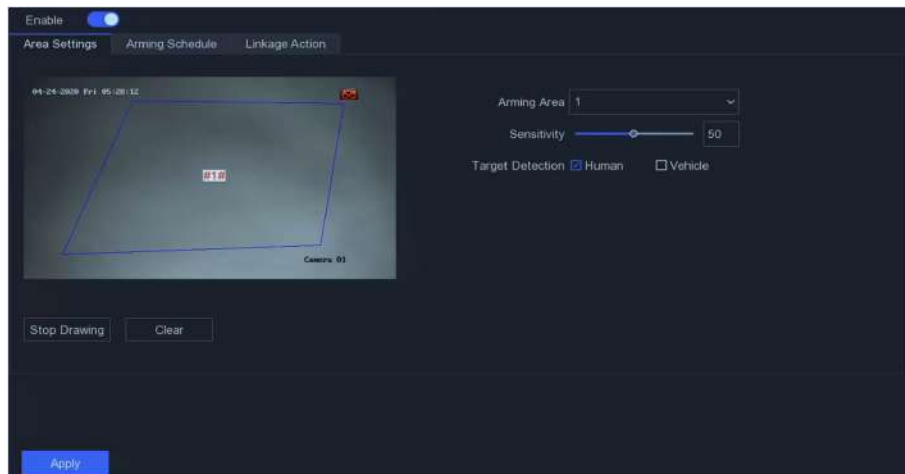 Enable
Area Settings Arming Schedule Linkage Action
04-24-2020 Fri 05:28:12
#1#
Camera 01
Arming Area 1
Sensitivity 50
Target Detection Human Vehicle
Stop Drawing Clear
Apply